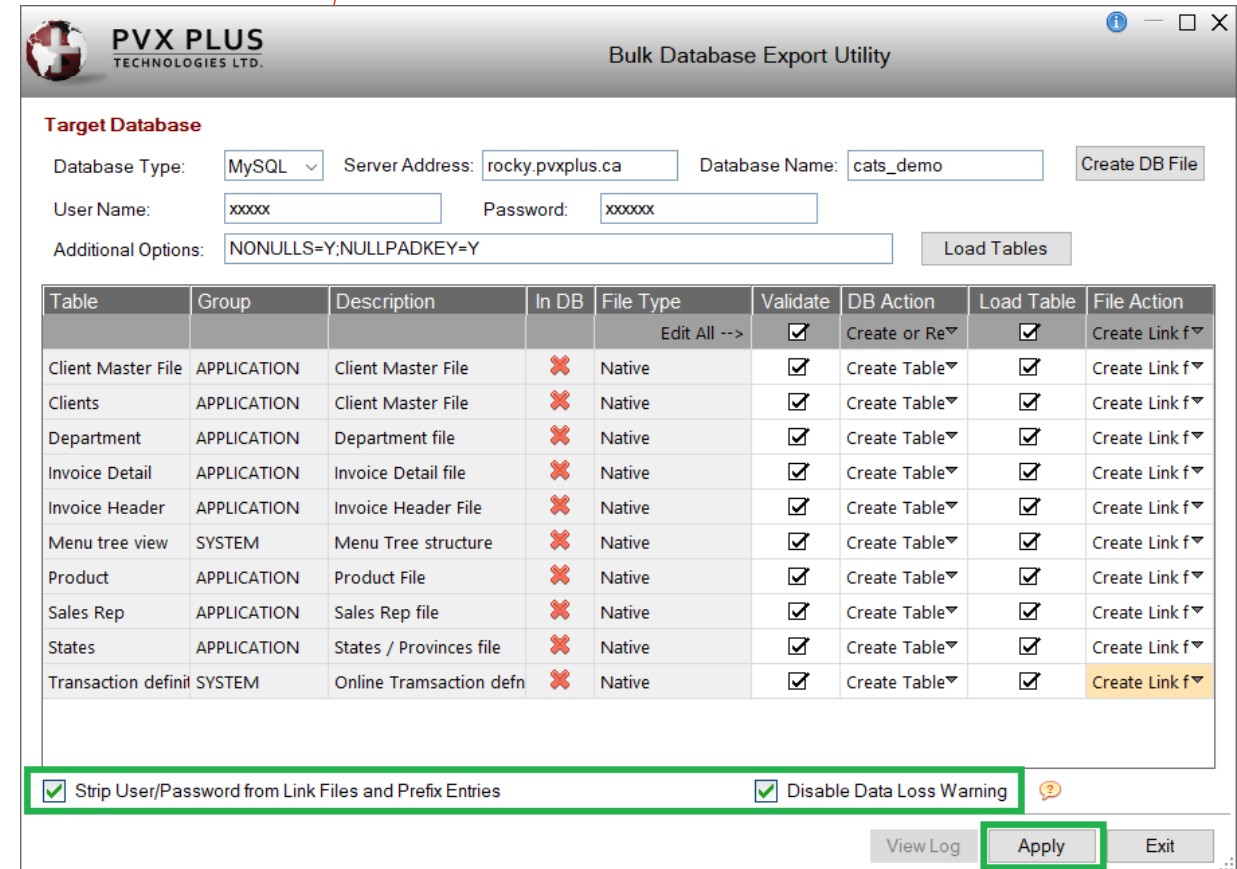 PVX PLUS
TECHNOLOGIES LTD.
Bulk Database Export Utility
Target Database
Database Type: MySQL Server Address: rocky.pvxplus.ca Database Name: cats_demo Create DB File
User Name: xxxxx Password: xxxxxx
Additional Options: NONULLS=Y;NULLPADKEY=Y Load Tables
Table Group Description In DB File Type Validate DB Action Load Table File Action
Edit All --> Create or Re Create Link f
Client Master File APPLICATION Client Master File Native Create Table Create Link f
Clients APPLICATION Client Master File Native Create Table Create Link f
Department APPLICATION Department file Native Create Table Create Link f
Invoice Detail APPLICATION Invoice Detail file Native Create Table Create Link f
Invoice Header APPLICATION Invoice Header File Native Create Table Create Link f
Menu tree view SYSTEM Menu Tree structure Native Create Table Create Link f
Product APPLICATION Product File Native Create Table Create Link f
Sales Rep APPLICATION Sales Rep file Native Create Table Create Link f
States APPLICATION States / Provinces file Native Create Table Create Link f
Transaction definit SYSTEM Online Tramsaction defn Native Create Table Create Link f
Strip User/Password from Link Files and Prefix Entries Disable Data Loss Warning
View Log Apply Exit